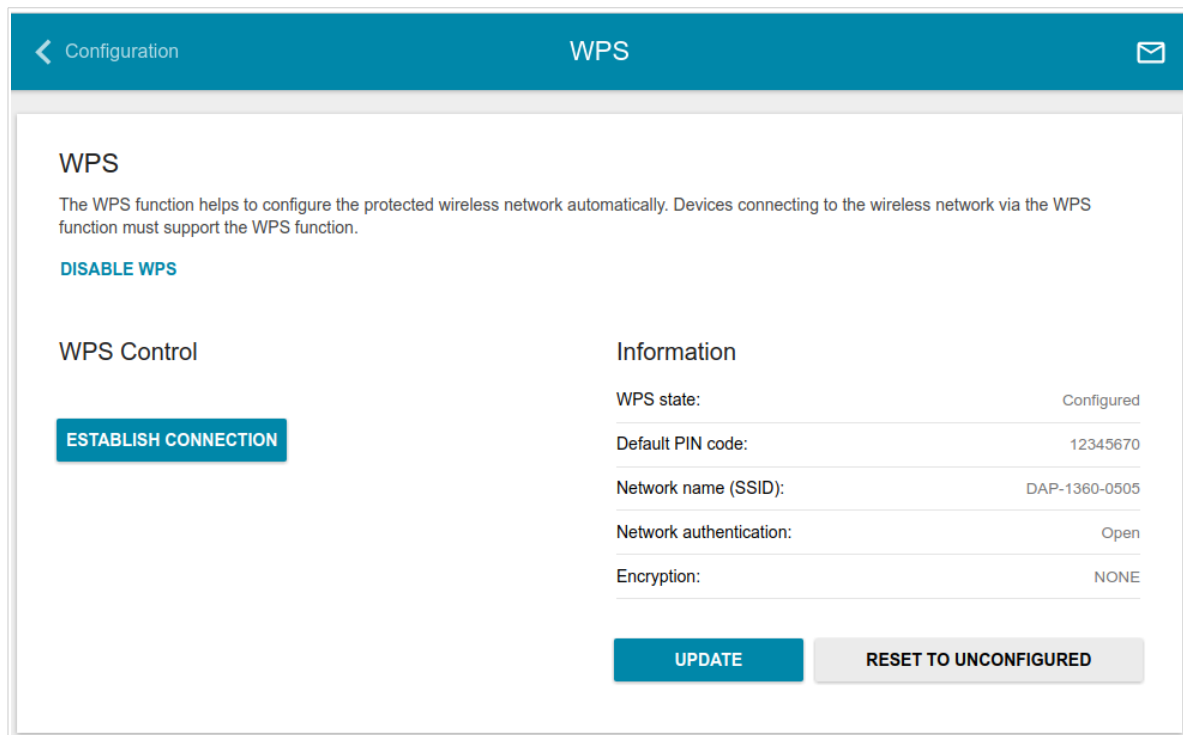 Configuration
WPS
WPS
The WPS function helps to configure the protected wireless network automatically. Devices connecting to the wireless network via the WPS
function must support the WPS function.
DISABLE WPS
WPS Control
ESTABLISH CONNECTION
Information
WPS state: Configured
Default PIN code: 12345670
Network name (SSID): DAP-1360-0505
Network authentication: Open
Encryption: NONE
UPDATE RESET TO UNCONFIGURED